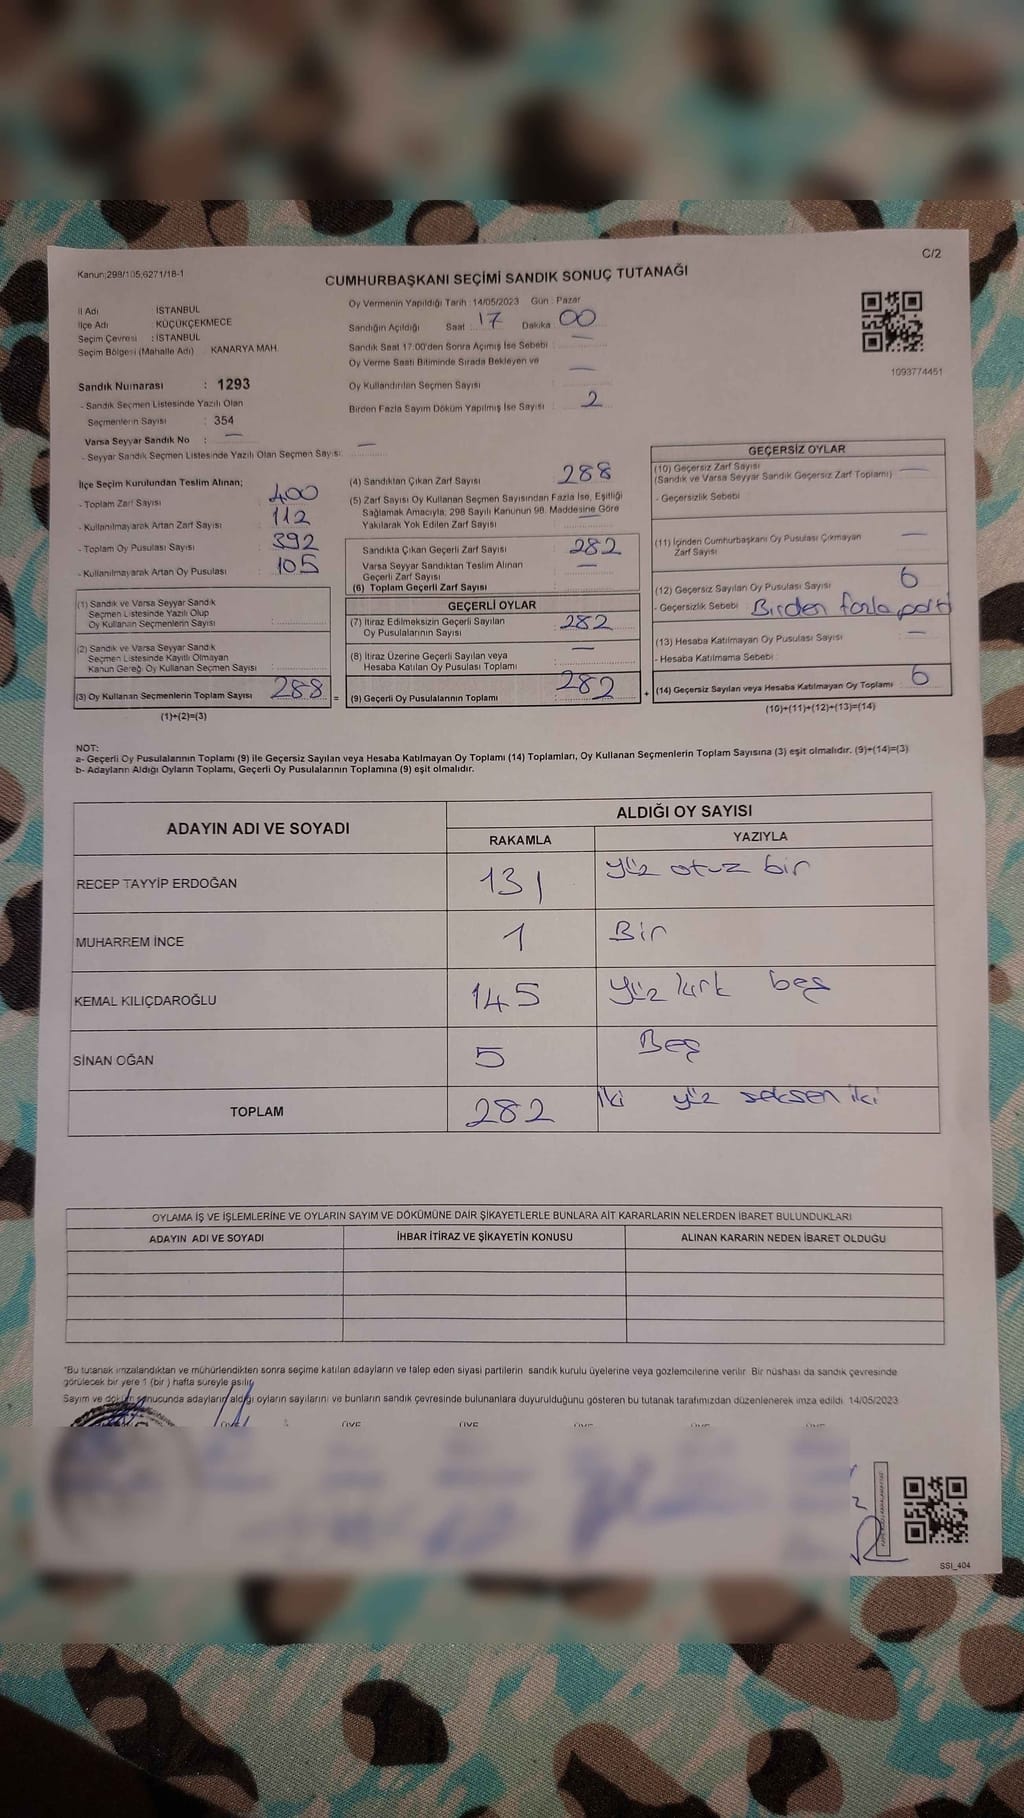 C/2
Kanun:298/105,6271/18-1
CUMHURBAŞKANI SEÇİMİ SANDIK SONUÇ TUTANAĞI
İl Adı İSTANBUL
İlçe Adı KÜÇÜKÇEKMECE
Seçim Çevresi : İSTANBUL
Seçim Bölgesi (Mahalle Adı) KANARYA MAH.
Sandık Numarası : 1293
- Sandık Seçmen Listesinde Yazılı Olan
Seçmenlerin Sayısı : 354
Varsa Seyyar Sandık No : —
- Seyyar Sandık Seçmen Listesinde Yazılı Olan Seçmen Sayısı: —
Oy Vermenin Yapıldığı Tarih : 14/05/2023 Gün : Pazar
Sandığın Açıldığı Saat 17 Dakika 00
Sandık Saat 17:00'den Sonra Açımış İse Sebebi : —
Oy Verme Saati Bitiminde Sırada Bekleyen ve
Oy Kullandırılan Seçmen Sayısı : —
Birden Fazla Sayım Döküm Yapılmış İse Sayısı : 2
1093774451
İlçe Seçim Kurulundan Teslim Alınan;
- Toplam Zarf Sayısı : 400
- Kullanılmayarak Artan Zarf Sayısı : 112
- Toplam Oy Pusulası Sayısı : 392
- Kullanılmayarak Artan Oy Pusulası : 105
(1) Sandık ve Varsa Seyyar Sandık
Seçmen Listesinde Yazılı Olup
Oy Kullanan Seçmenlerin Sayısı :
(2) Sandık ve Varsa Seyyar Sandık
Seçmen Listesinde Kayıtlı Olmayan
Kanun Gereği Oy Kullanan Seçmen Sayısı :
(3) Oy Kullanan Seçmenlerin Toplam Sayısı 288 =
(1)+(2)=(3)
(4) Sandıktan Çıkan Zarf Sayısı : 288
(5) Zarf Sayısı Oy Kullanan Seçmen Sayısından Fazla İse, Eşitliği
Sağlamak Amacıyla; 298 Sayılı Kanunun 98. Maddesine Göre
Yakılarak Yok Edilen Zarf Sayısı : —
Sandıkta Çıkan Geçerli Zarf Sayısı : 282
Varsa Seyyar Sandıktan Teslim Alınan
Geçerli Zarf Sayısı : —
(6) Toplam Geçerli Zarf Sayısı)
GEÇERLİ OYLAR
(7) İtiraz Edilmeksizin Geçerli Sayılan
Oy Pusulalarının Sayısı : 282
(8) İtiraz Üzerine Geçerli Sayılan veya
Hesaba Katılan Oy Pusulası Toplamı : —
(9) Geçerli Oy Pusulalarının Toplamı : 282 +
GEÇERSİZ OYLAR
(10) Geçersiz Zarf Sayısı —
(Sandık ve Varsa Seyyar Sandık Geçersiz Zarf Toplamı)
- Geçersizlik Sebebi
(11) İçinden Cumhurbaşkanı Oy Pusulası Çıkmayan
Zarf Sayısı —
(12) Geçersiz Sayılan Oy Pusulası Sayısı 6
- Geçersizlik Sebebi Birden fazla parti
(13) Hesaba Katılmayan Oy Pusulası Sayısı —
- Hesaba Katılmama Sebebi :
(14) Geçersiz Sayılan veya Hesaba Katılmayan Oy Toplamı 6
(10)+(11)+(12)+(13)=(14)
NOT:
a- Geçerli Oy Pusulalarının Toplamı (9) ile Geçersiz Sayılan veya Hesaba Katılmayan Oy Toplamı (14) Toplamları, Oy Kullanan Seçmenlerin Toplam Sayısına (3) eşit olmalıdır. (9)+(14)=(3)
b- Adayların Aldığı Oyların Toplamı, Geçerli Oy Pusulalarının Toplamına (9) eşit olmalıdır.
ADAYIN ADI VE SOYADI ALDIĞI OY SAYISI
RAKAMLA YAZIYLA
RECEP TAYYİP ERDOĞAN 131 yüz otuz bir
MUHARREM İNCE 1 Bir
KEMAL KILIÇDAROĞLU 145 Yüz kırk beş
SİNAN OĞAN 5 Beş
TOPLAM 282 iki yüz seksen iki
OYLAMA İŞ VE İŞLEMLERİNE VE OYLARIN SAYIM VE DÖKÜMÜNE DAİR ŞİKAYETLERLE BUNLARA AİT KARARLARIN NELERDEN İBARET BULUNDUKLARI
ADAYIN ADI VE SOYADI İHBAR İTİRAZ VE ŞİKAYETİN KONUSU ALINAN KARARIN NEDEN İBARET OLDUĞU
*Bu tutanak imzalandıktan ve mühürlendikten sonra seçime katılan adayların ve talep eden siyasi partilerin sandık kurulu üyelerine veya gözlemcilerine verilir. Bir nüshası da sandık çevresinde
görülecek bir yere 1 (bir ) hafta süreyle asılır.
Sayım ve döküm sonucunda adayların aldığı oyların sayılarını ve bunların sandık çevresinde bulunanlara duyurulduğunu gösteren bu tutanak tarafımızdan düzenlenerek imza edildi. 14/05/2023
ÜYE ÜYE ÜYE ÜYE ÜYE ÜYE
SSI_404